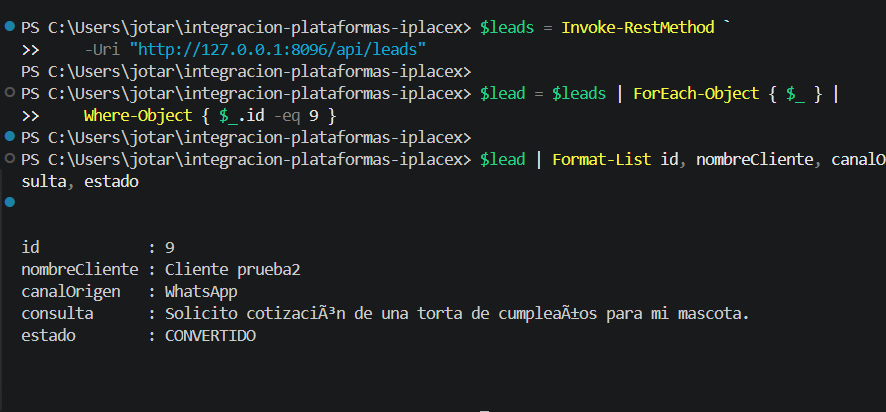 PS C:\Users\jotar\integracion-plataformas-iplacex> $leads = Invoke-RestMethod `
>>     -Uri "http://127.0.0.1:8096/api/leads"
PS C:\Users\jotar\integracion-plataformas-iplacex>
PS C:\Users\jotar\integracion-plataformas-iplacex> $lead = $leads | ForEach-Object { $_ } |
>>     Where-Object { $_.id -eq 9 }
PS C:\Users\jotar\integracion-plataformas-iplacex>
PS C:\Users\jotar\integracion-plataformas-iplacex> $lead | Format-List id, nombreCliente, canalO
sulta, estado
id            : 9
nombreCliente : Cliente prueba2
canalOrigen   : WhatsApp
consulta      : Solicito cotizaciÃ³n de una torta de cumpleaÃ±os para mi mascota.
estado        : CONVERTIDO